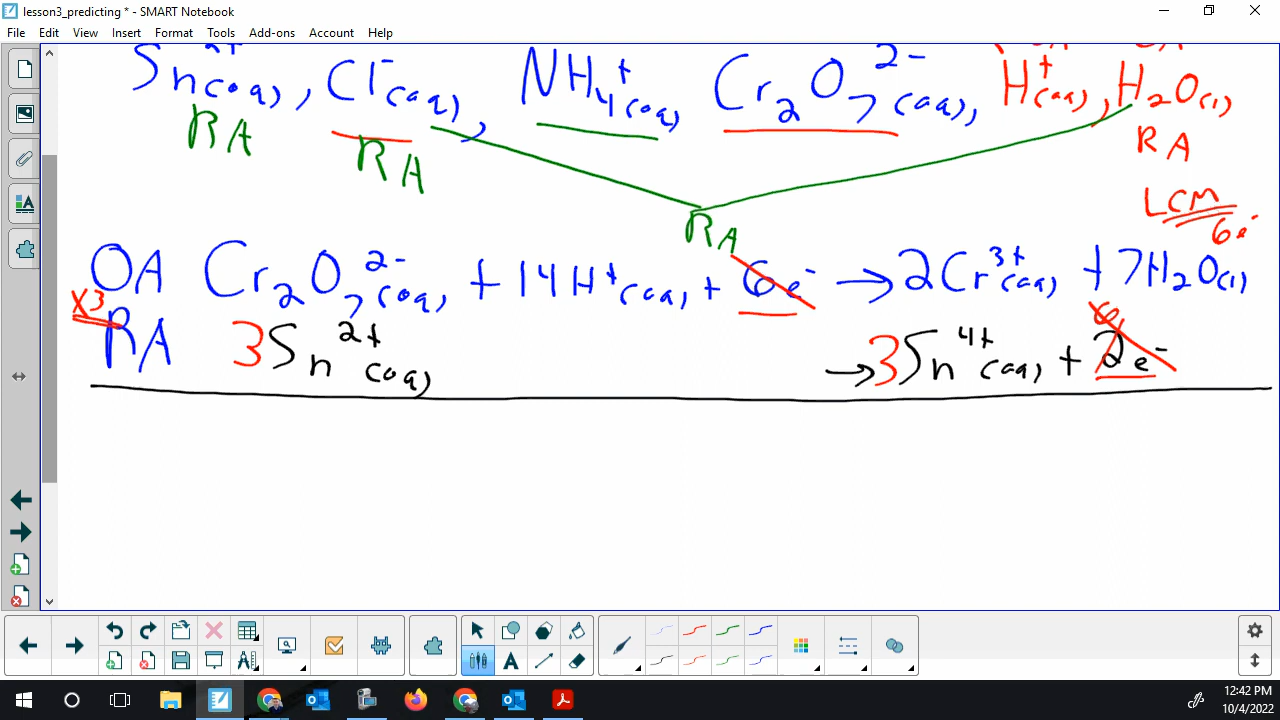 lesson3_predicting * - SMART Notebook
File Edit View Insert Format Tools Add-ons Account Help
Sn²⁺(aq), Cl⁻(aq), NH₄⁺(aq) Cr₂O₇²⁻(aq), H⁺(aq), H₂O(l)
RA RA RA
RA
LCM
6e⁻
OA Cr₂O₇²⁻(aq) + 14H⁺(aq) + 6e⁻ → 2Cr³⁺(aq) + 7H₂O(l)
x3
RA 3Sn²⁺(aq) → 3Sn⁴⁺(aq) + 2e⁻
6
12:42 PM
10/4/2022